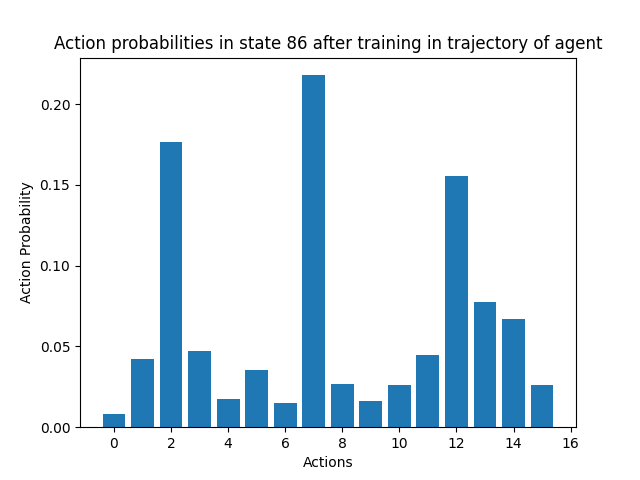 Action probabilities in state 86 after training in trajectory of agent
0.20
0.15
0.10
0.05
0.00
Action Probability
0 2 4 6 8 10 12 14 16
Actions